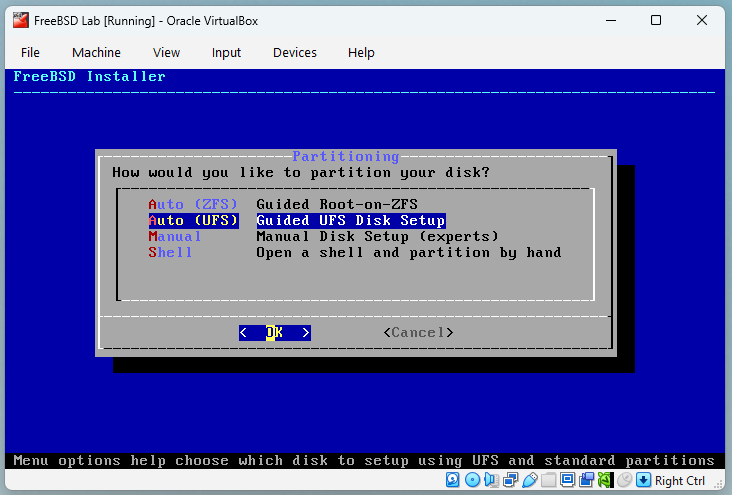 FreeBSD Lab [Running] - Oracle VirtualBox
File Machine View Input Devices Help
FreeBSD Installer
Partitioning
How would you like to partition your disk?
Auto (ZFS) Guided Root-on-ZFS
Auto (UFS) Guided UFS Disk Setup
Manual Manual Disk Setup (experts)
Shell Open a shell and partition by hand
< OK > <Cancel>
Menu options help choose which disk to setup using UFS and standard partitions
Right Ctrl